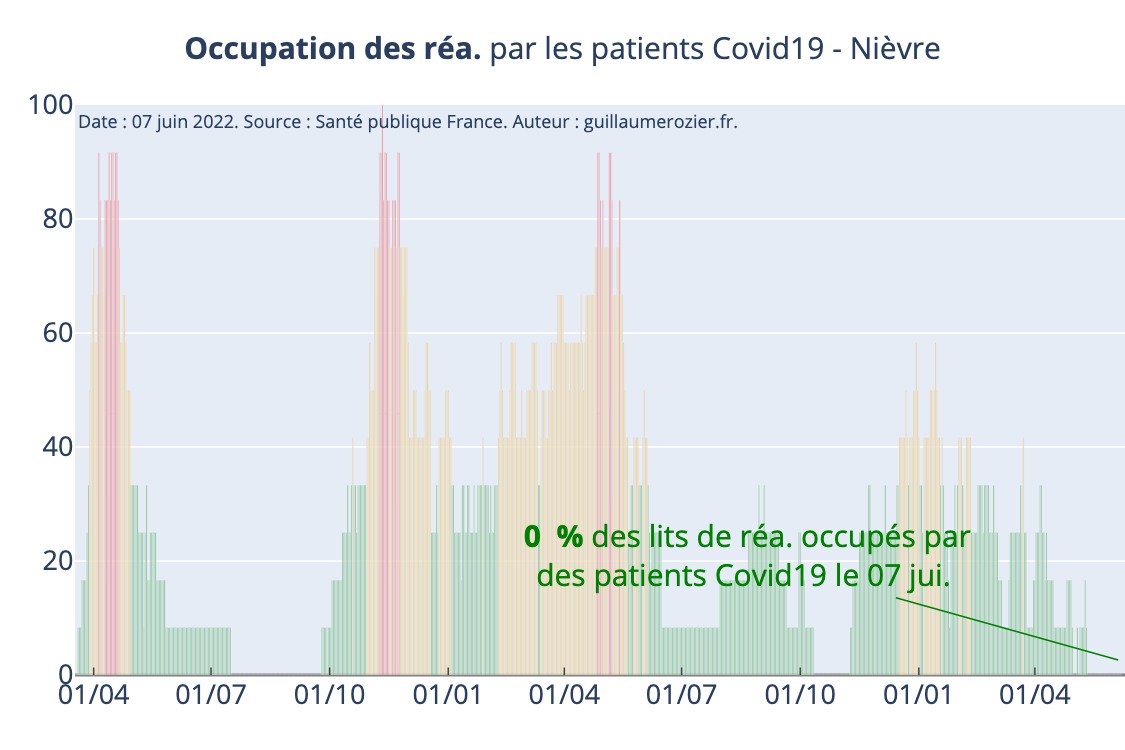 Occupation des réa. par les patients Covid19 - Nièvre
100
Date : 07 juin 2022. Source : Santé publique France. Auteur : guillaumerozier.fr.
80
60
40
0 % des lits de réa. occupés par
des patients Covid19 le 07 jui.
20
0
01/04 01/07 01/10 01/01 01/04 01/07 01/10 01/01 01/04